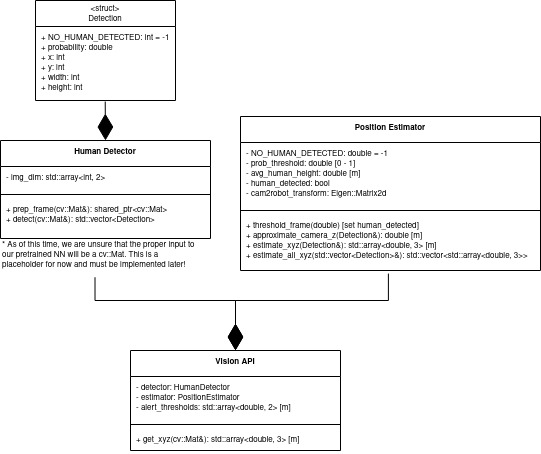 <struct>
Detection
+ NO_HUMAN_DETECTED: int = -1
+ probability: double
+ x: int
+ y: int
+ width: int
+ height: int
Human Detector
- img_dim: std::array<int, 2>
+ prep_frame(cv::Mat&): shared_ptr<cv::Mat>
+ detect(cv::Mat&): std::vector<Detection>
* As of this time, we are unsure that the proper input to
our pretrained NN will be a cv::Mat. This is a
placeholder for now and must be implemented later!
Position Estimator
- NO_HUMAN_DETECTED: double = -1
- prob_threshold: double [0 - 1]
- avg_human_height: double [m]
- human_detected: bool
- cam2robot_transform: Eigen::Matrix2d
+ threshold_frame(double) [set human_detected]
+ approximate_camera_z(Detection&): double [m]
+ estimate_xyz(Detection&): std::array<double, 3> [m]
+ estimate_all_xyz(std::vector<Detection>&): std::vector<std::array<double, 3>>
Vision API
- detector: HumanDetector
- estimator: PositionEstimator
- alert_thresholds: std::array<double, 2> [m]
+ get_xyz(cv::Mat&): std::array<double, 3> [m]